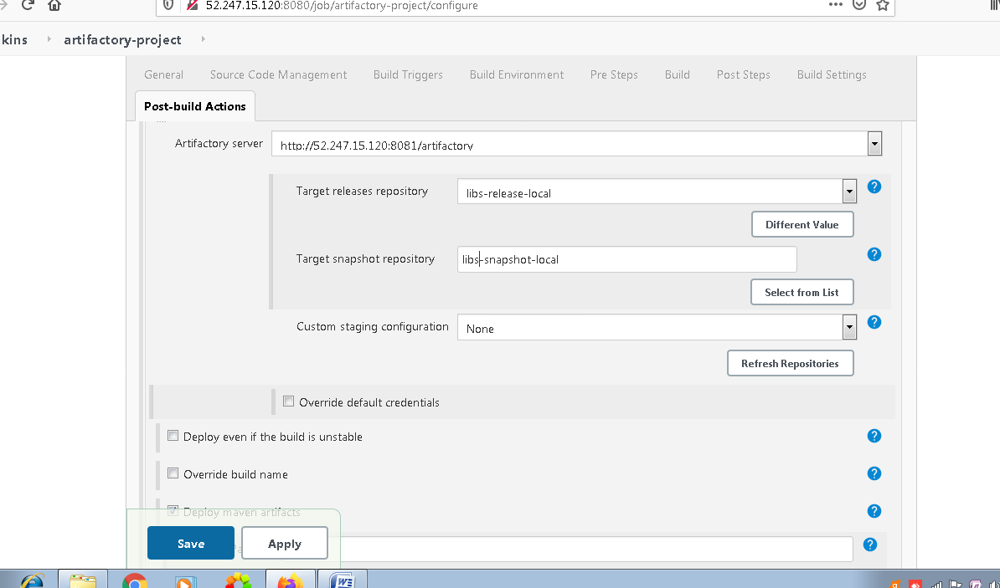 52.247.15.120:8080/job/artifactory-project/configure
kins
artifactory-project
General Source Code Management Build Triggers Build Environment Pre Steps Build Post Steps Build Settings
Post-build Actions
Artifactory server http://52.247.15.120:8081/artifactory
Target releases repository libs-release-local
Different Value
Target snapshot repository libs-snapshot-local
Select from List
Custom staging configuration None
Refresh Repositories
Override default credentials
Deploy even if the build is unstable
Override build name
Deploy maven artifacts
Save Apply